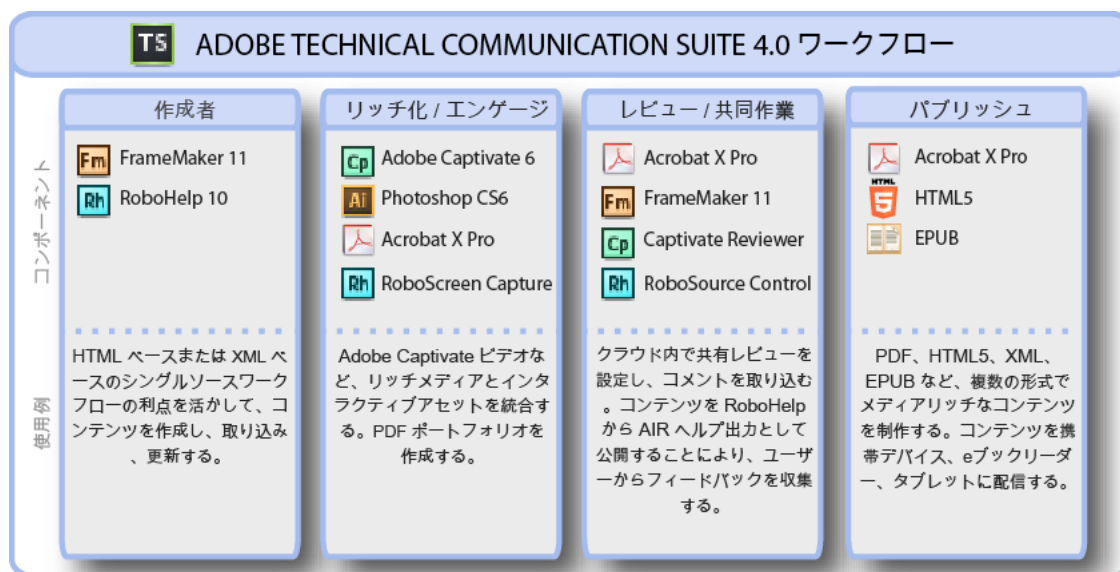 TS ADOBE TECHNICAL COMMUNICATION SUITE 4.0 ワークフロー
コンポーネント
作成者
Fm FrameMaker 11
Rh RoboHelp 10
リッチ化 / エンゲージ
Cp Adobe Captivate 6
Ai Photoshop CS6
Acrobat X Pro
Rh RoboScreen Capture
レビュー / 共同作業
Acrobat X Pro
Fm FrameMaker 11
Cp Captivate Reviewer
Rh RoboSource Control
パブリッシュ
Acrobat X Pro
HTML 5 HTML5
EPUB
使用例
HTML ベースまたは XML ベ
ースのシングルソースワーク
フローの利点を活かして、コ
ンテンツを作成し、取り込み
、更新する。
Adobe Captivate ビデオな
ど、リッチメディアとインタ
ラクティブアセットを統合す
る。PDF ポートフォリオを
作成する。
クラウド内で共有レビューを
設定し、コメントを取り込む
。コンテンツを RoboHelp
から AIR ヘルプ出力として
公開することにより、ユーザ
ーからフィードバックを収集
する。
PDF、HTML5、XML、
EPUB など、複数の形式で
メディアリッチなコンテンツ
を制作する。コンテンツを携
帯デバイス、eブックリーダ
ー、タブレットに配信する。